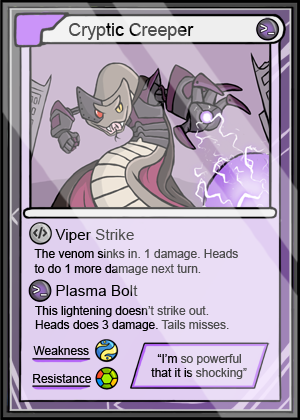 Cryptic Creeper
>_
</> Viper Strike
The venom sinks in. 1 damage. Heads
to do 1 more damage next turn.
>_ Plasma Bolt
This lightening doesn't strike out.
Heads does 3 damage. Tails misses.
Weakness
Resistance
“I'm so powerful
that it is shocking”